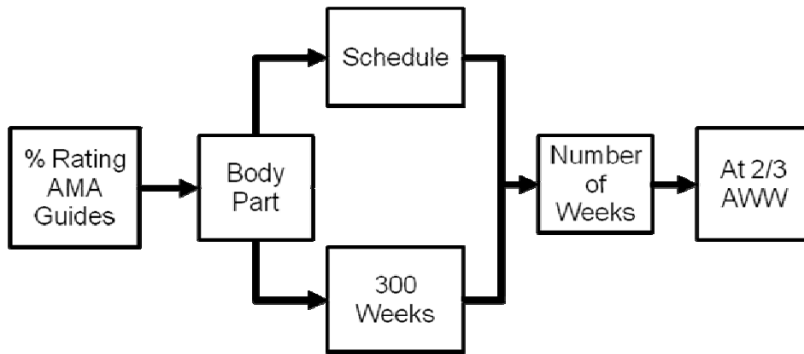 % Rating
AMA
Guides
Body
Part
Schedule
300
Weeks
Number
of
Weeks
At 2/3
AWW